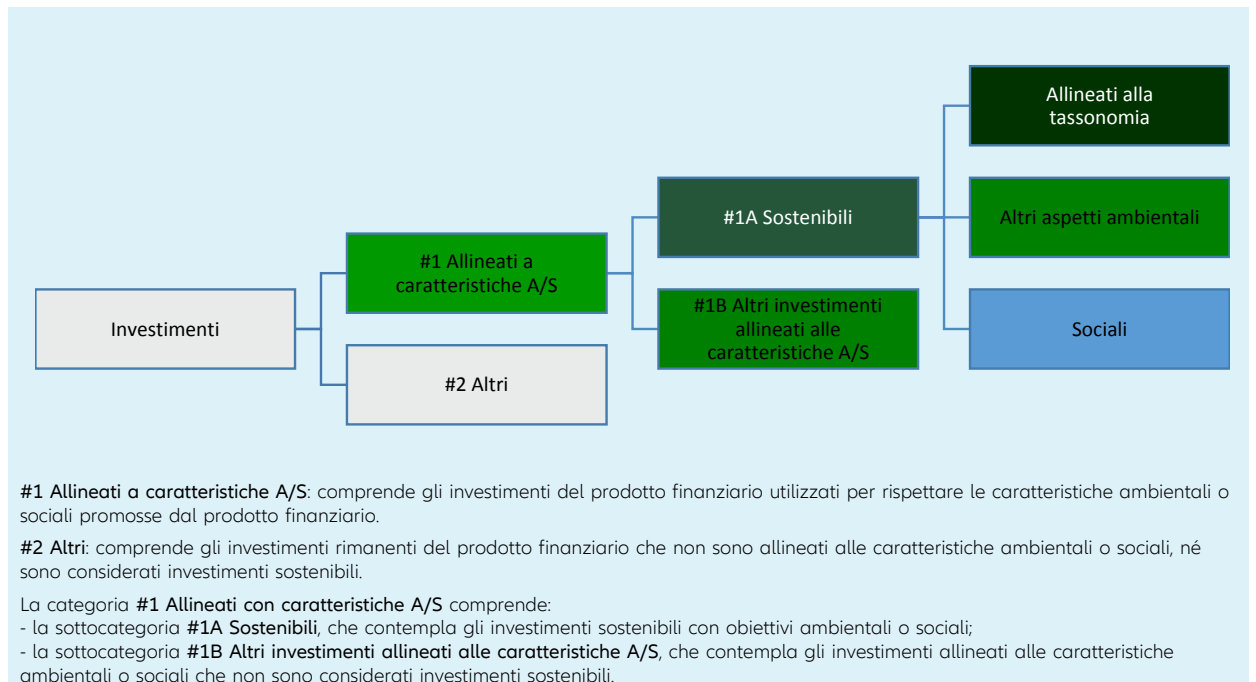 Allineati alla
tassonomia
#1A Sostenibili
Altri aspetti ambientali
#1 Allineati a
caratteristiche A/S
#1B Altri investimenti
allineati alle
caratteristiche A/S
Investimenti
Sociali
#2 Altri
#1 Allineati a caratteristiche A/S: comprende gli investimenti del prodotto finanziario utilizzati per rispettare le caratteristiche ambientali o
sociali promosse dal prodotto finanziario.
#2 Altri: comprende gli investimenti rimanenti del prodotto finanziario che non sono allineati alle caratteristiche ambientali o sociali, né
sono considerati investimenti sostenibili.
La categoria #1 Allineati con caratteristiche A/S comprende:
- la sottocategoria #1A Sostenibili, che contempla gli investimenti sostenibili con obiettivi ambientali o sociali;
- la sottocategoria #1B Altri investimenti allineati alle caratteristiche A/S, che contempla gli investimenti allineati alle caratteristiche
ambientali o sociali che non sono considerati investimenti sostenibili.